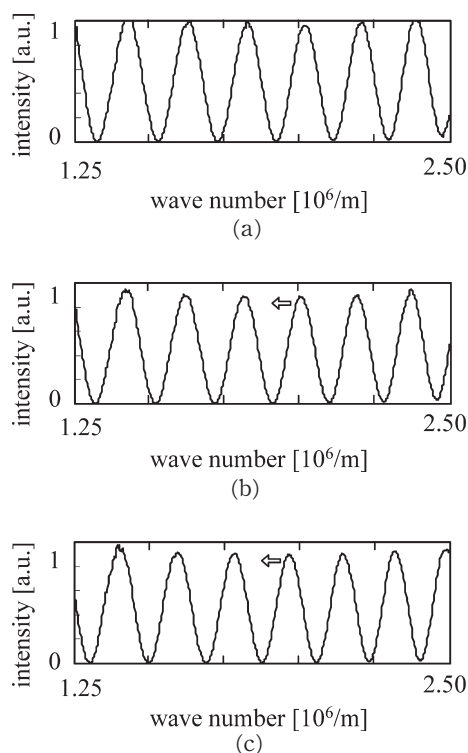 1
intensity [a.u.]
0
1.25
2.50
wave number [10⁶/m]
(a)
1
intensity [a.u.]
0
1.25
2.50
wave number [10⁶/m]
(b)
1
intensity [a.u.]
0
1.25
2.50
wave number [10⁶/m]
(c)